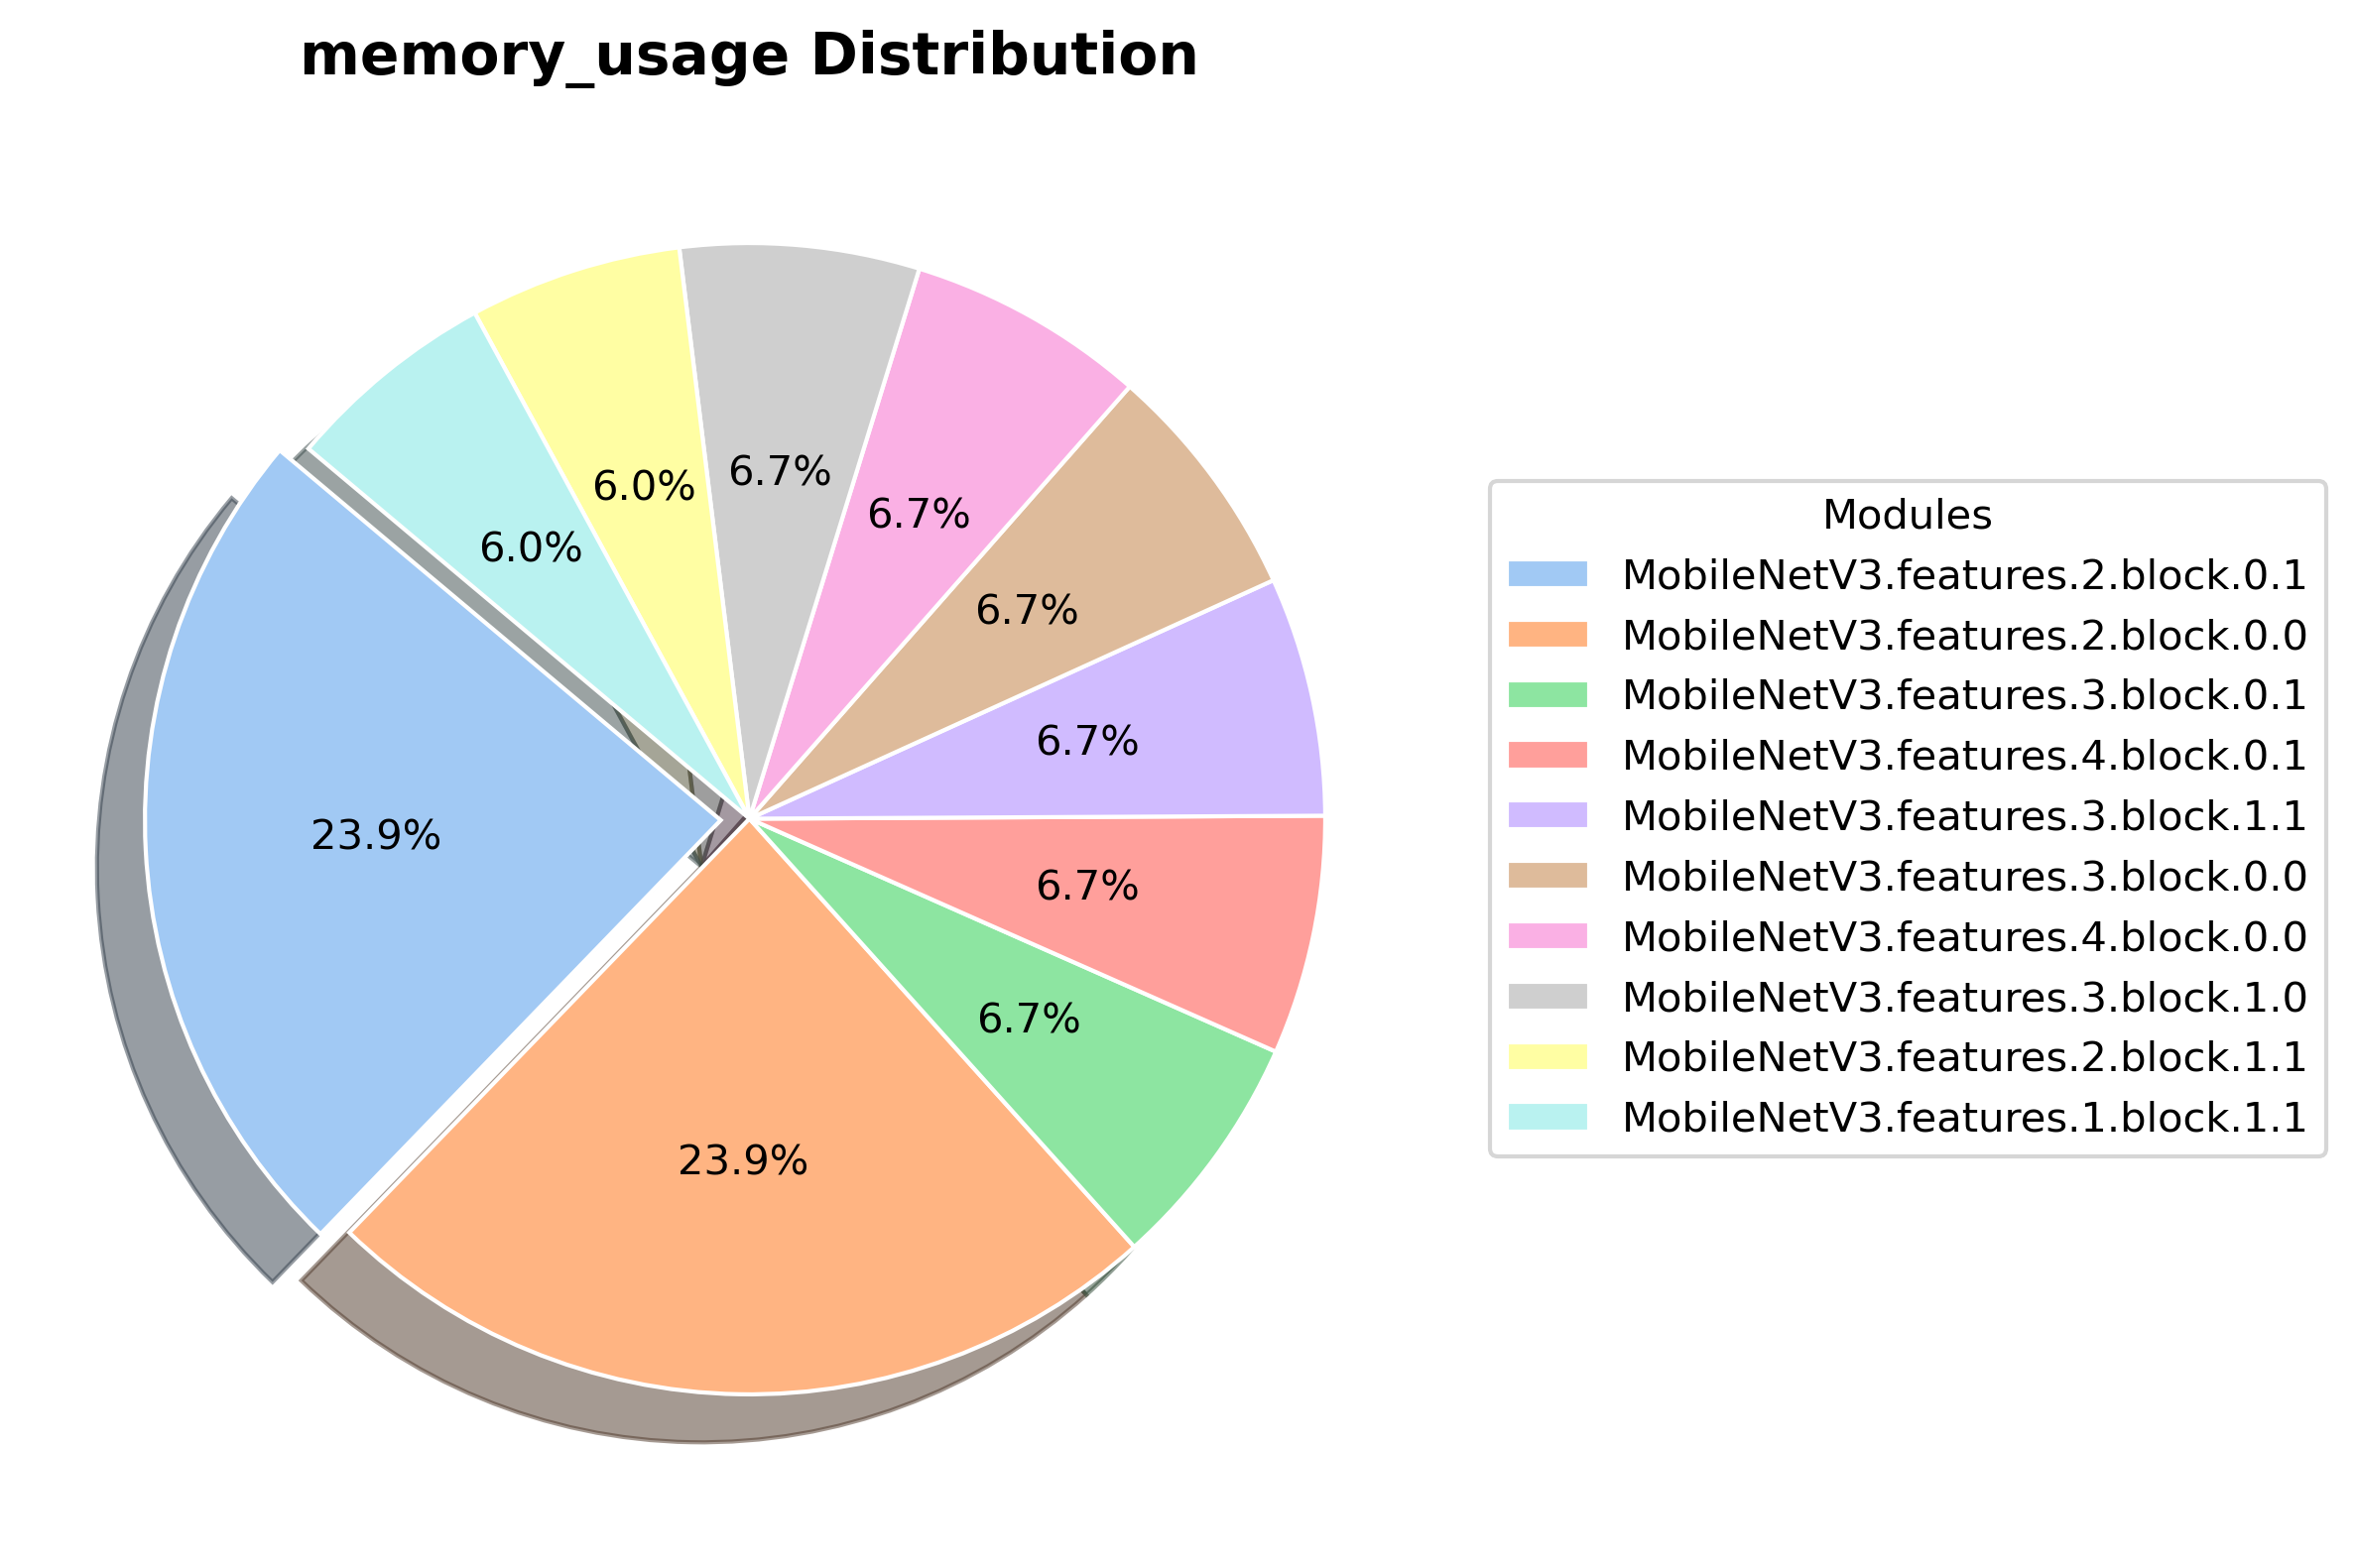 memory_usage Distribution
6.7%
6.0%
6.7%
6.0%
6.7%
6.7%
23.9%
6.7%
6.7%
23.9%
Modules
MobileNetV3.features.2.block.0.1
MobileNetV3.features.2.block.0.0
MobileNetV3.features.3.block.0.1
MobileNetV3.features.4.block.0.1
MobileNetV3.features.3.block.1.1
MobileNetV3.features.3.block.0.0
MobileNetV3.features.4.block.0.0
MobileNetV3.features.3.block.1.0
MobileNetV3.features.2.block.1.1
MobileNetV3.features.1.block.1.1